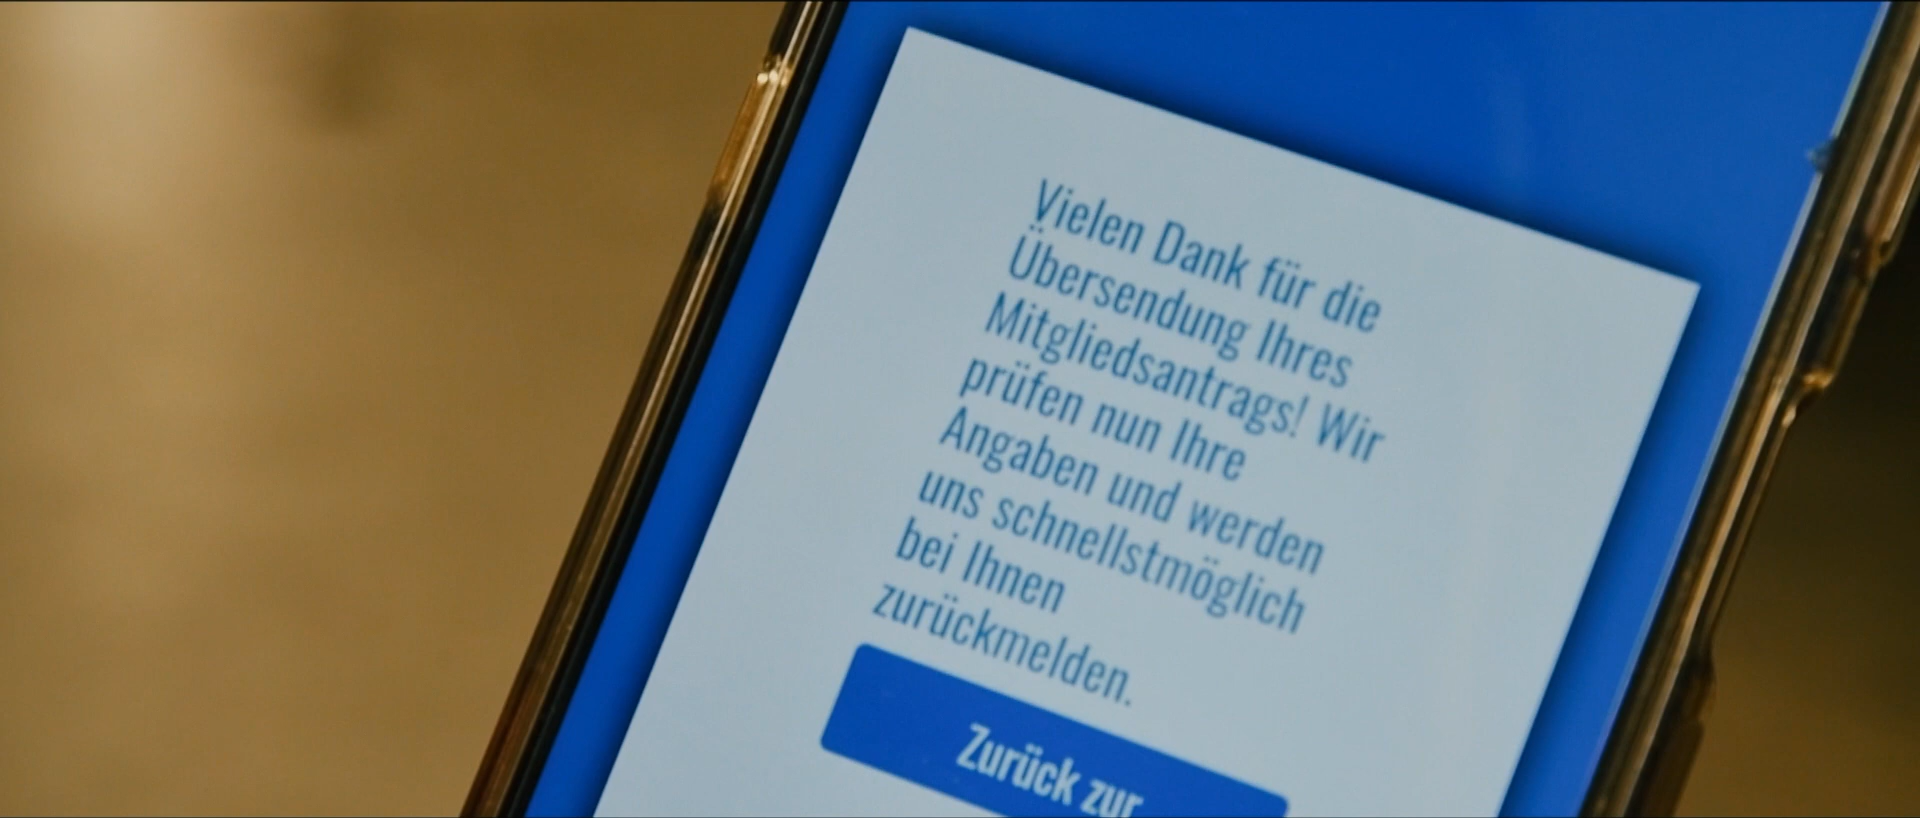 Vielen Dank für die
Übersendung Ihres
Mitgliedsantrags! Wir
prüfen nun Ihre
Angaben und werden
uns schnellstmöglich
bei Ihnen
zurückmelden.
Zurück zur